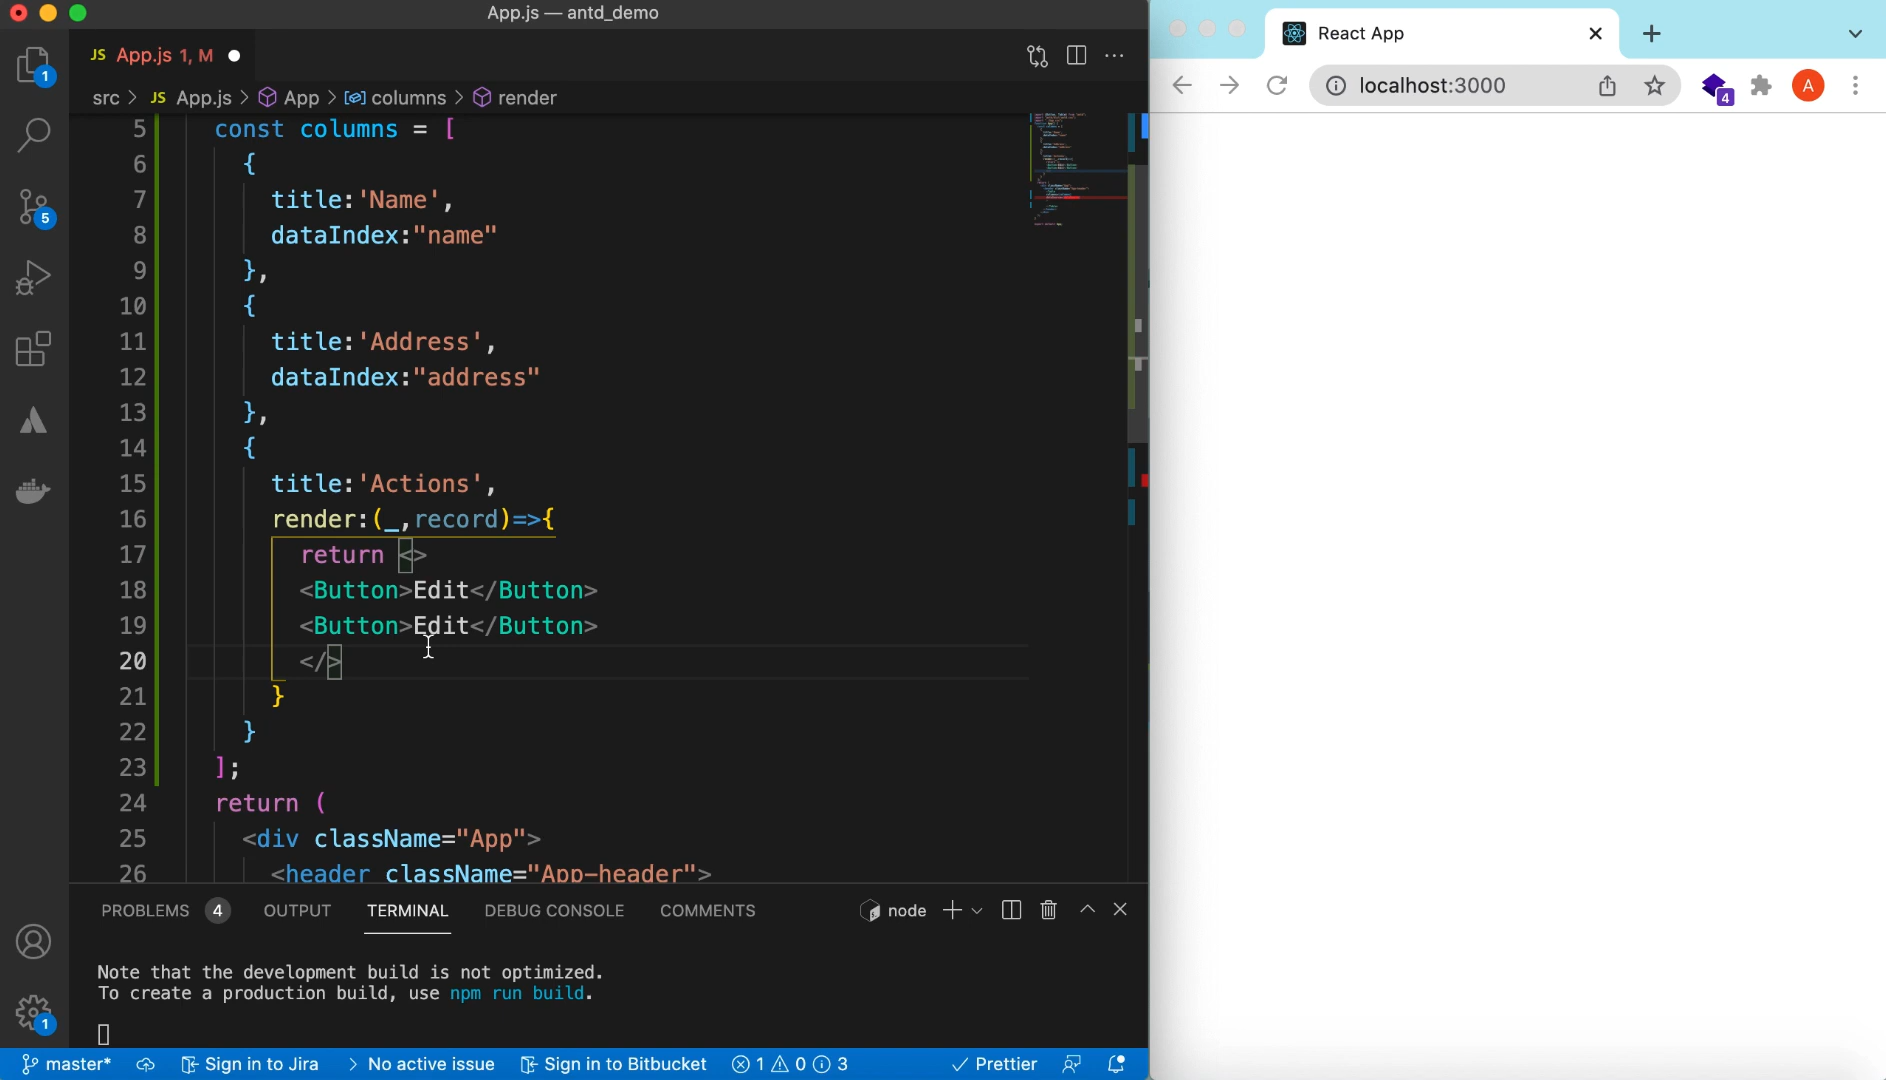 App.js — antd_demo
JS App.js 1, M
src > JS App.js > App > columns > render
5 const columns = [
6 {
7 title:'Name',
8 dataIndex:"name"
9 },
10 {
11 title:'Address',
12 dataIndex:"address"
13 },
14 {
15 title:'Actions',
16 render:(_,record)=>{
17 return <>
18 <Button>Edit</Button>
19 <Button>Edit</Button>
20 </>
21 }
22 }
23 ];
24 return (
25 <div className="App">
26 <header className="App-header">
PROBLEMS 4 OUTPUT TERMINAL DEBUG CONSOLE COMMENTS node
Note that the development build is not optimized.
To create a production build, use npm run build.
master* Sign in to Jira > No active issue Sign in to Bitbucket 1 0 3 Prettier
1
5
1
React App
localhost:3000
4
A